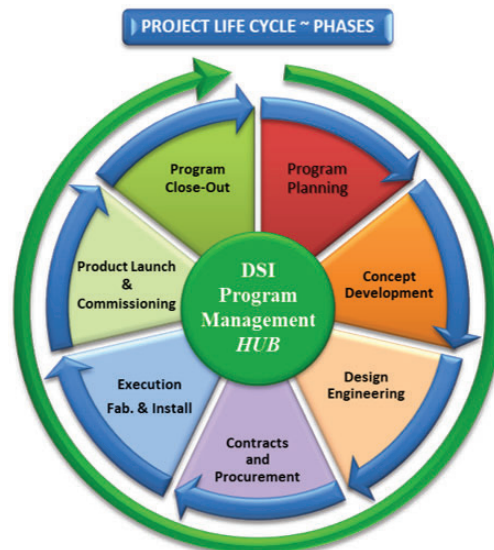 PROJECT LIFE CYCLE ~ PHASES
Program
Planning
Concept
Development
Design
Engineering
Contracts
and
Procurement
Execution
Fab. & Install
Product Launch
&
Commissioning
Program
Close-Out
DSI
Program
Management
HUB